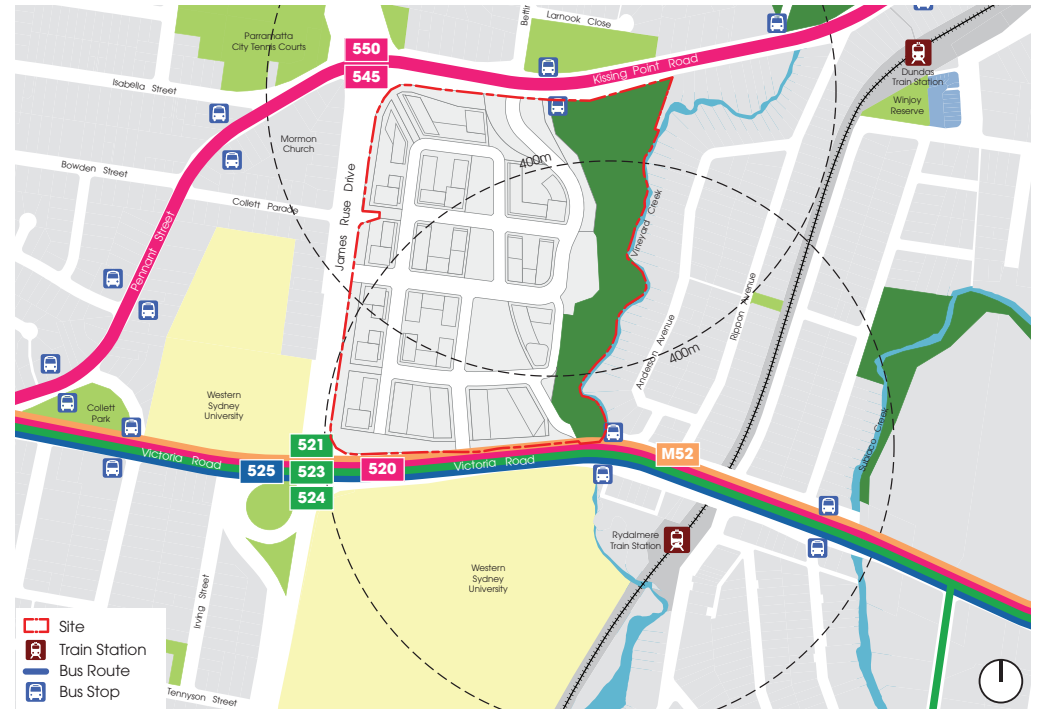 Larnook Close
Parramatta
City Tennis Courts
550
545
Kissing Point Road
Dundas
Train Station
Winjoy
Reserve
Isabella Street
Mormon
Church
Bowden Street
Collett Parade
400m
James Ruse Drive
Vineyard Creek
Pennant Street
Rippon Avenue
Anderson Avenue
400m
Western
Sydney
University
Collett
Park
Subiaco Creek
521
Victoria Road
525
523
520
Victoria Road
M52
524
Rydalmere
Train Station
Western
Sydney
University
Irving Street
Tennyson Street
Site
Train Station
Bus Route
Bus Stop